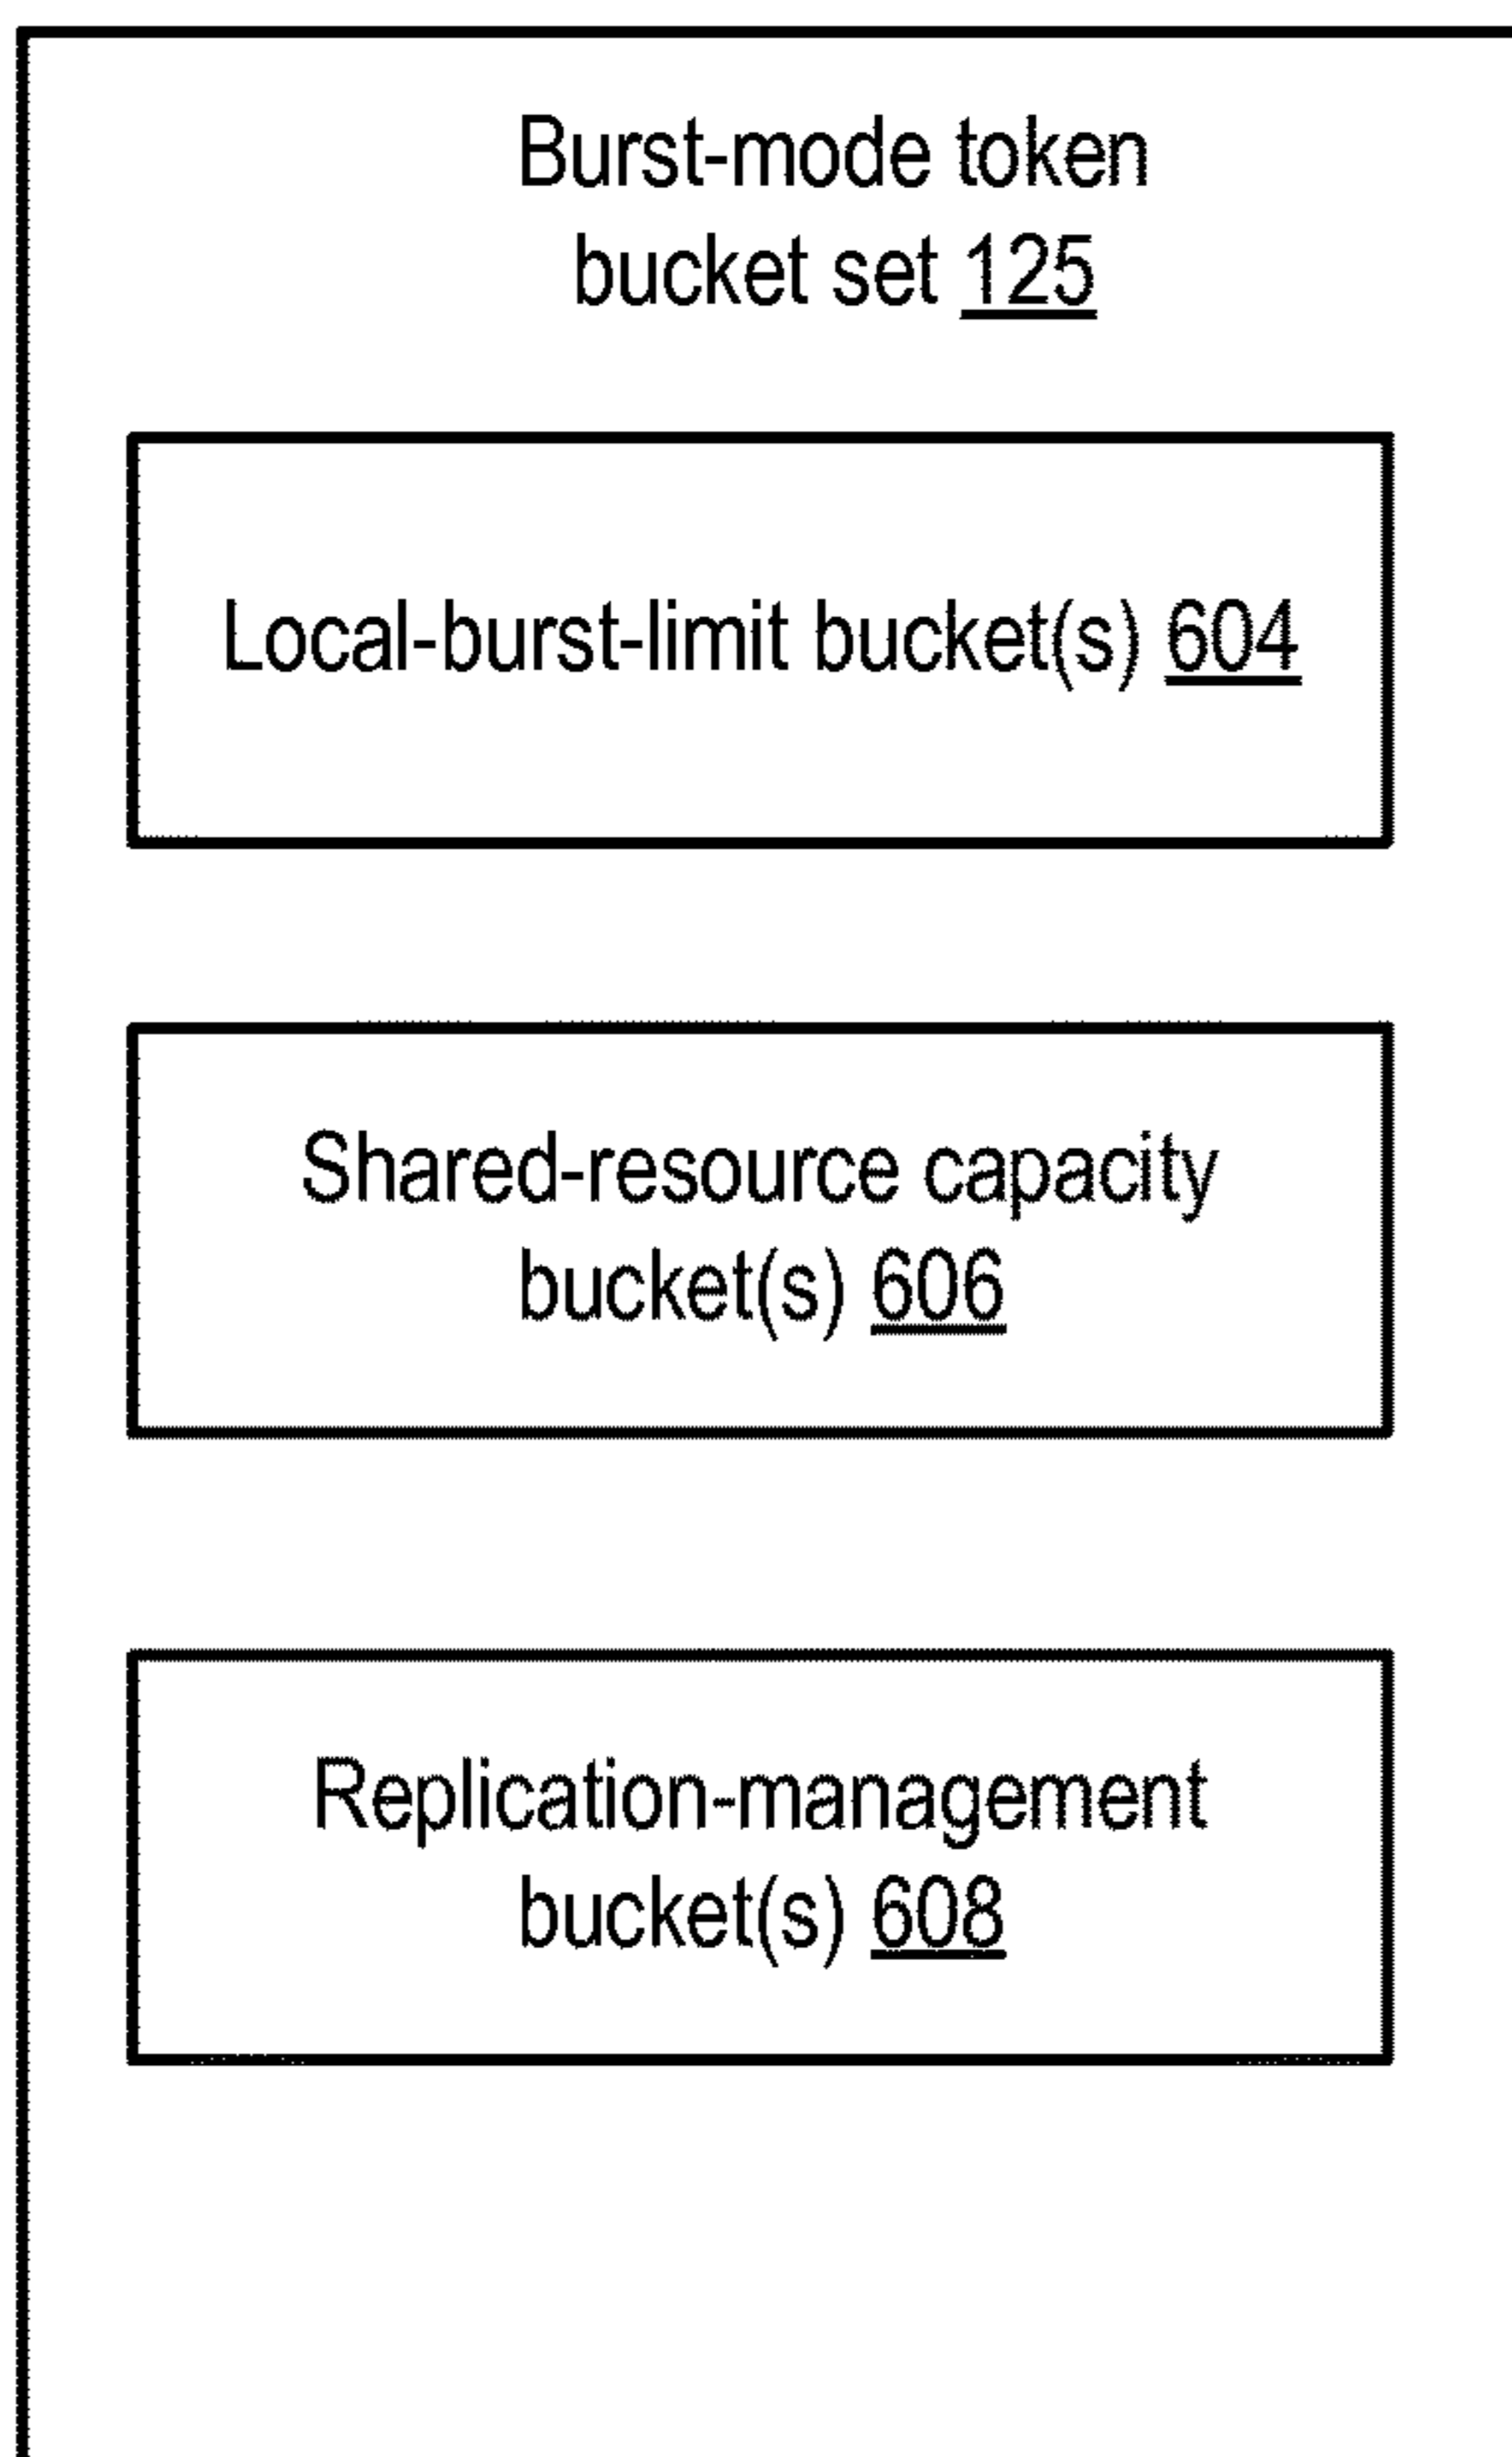 Burst-mode token
bucket set 125
Local-burst-limit bucket(s) 604
Shared-resource capacity
bucket(s) 606
Replication-management
bucket(s) 608